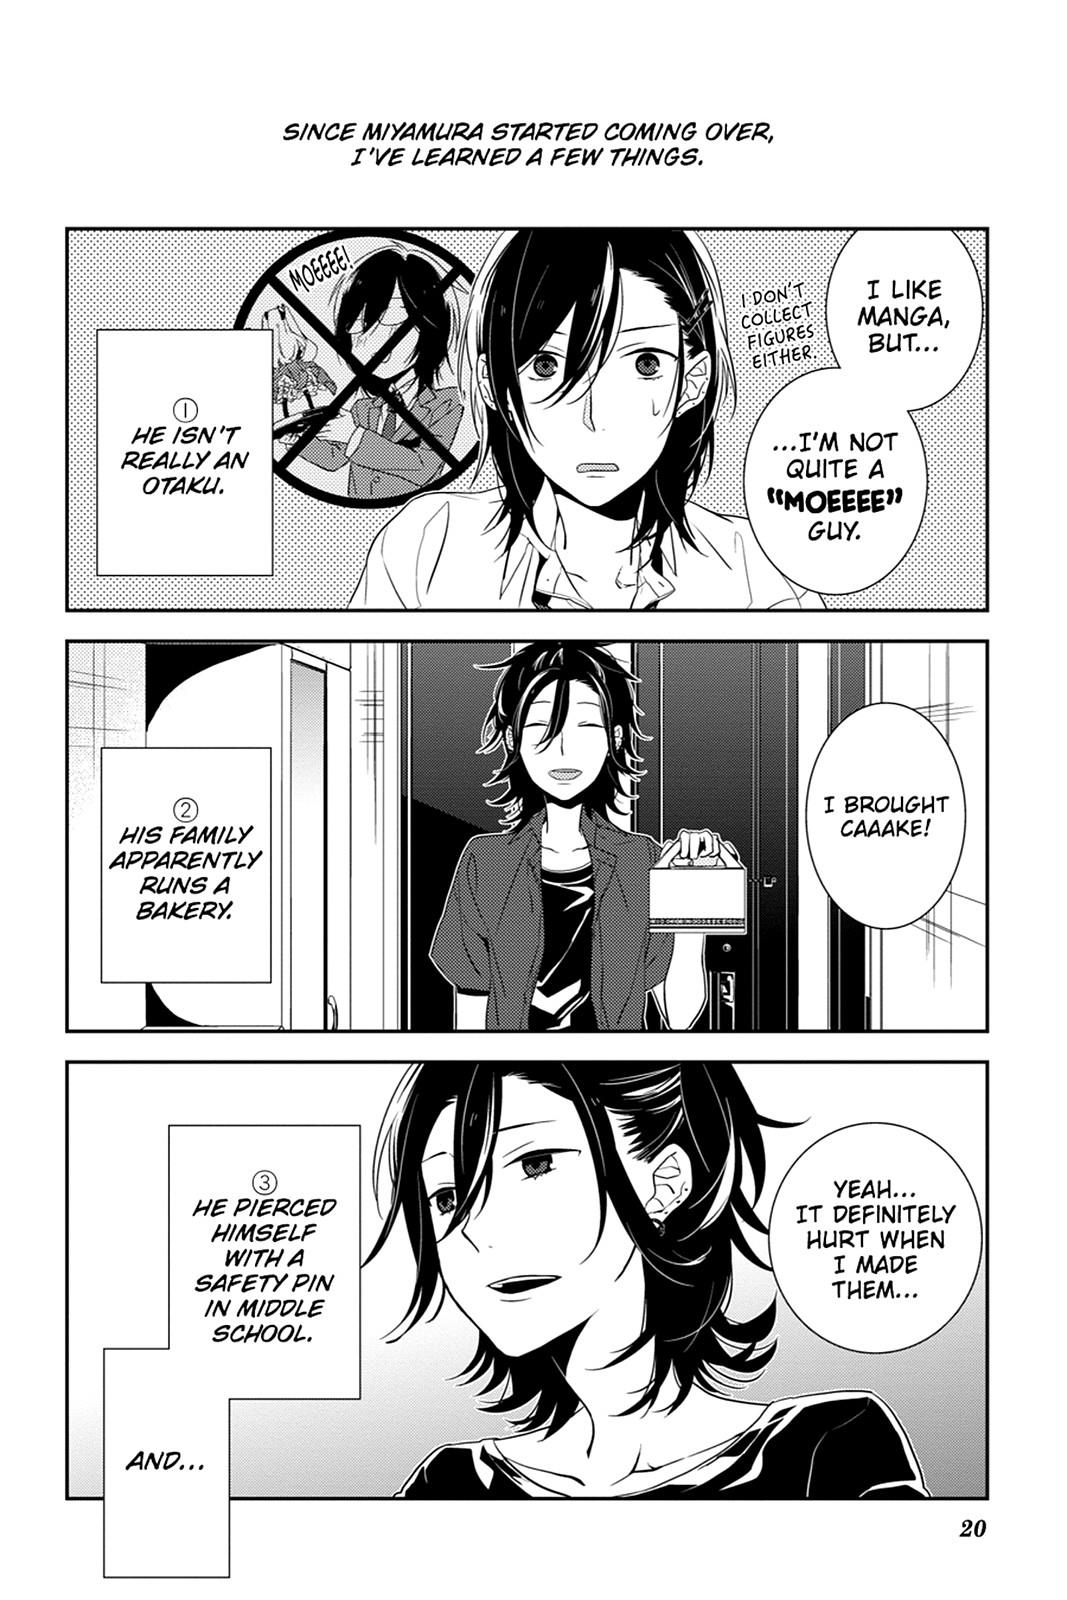 SINCE MIYAMURA STARTED COMING OVER,
I'VE LEARNED A FEW THINGS.
I LIKE
MANGA,
BUT...
...I'M NOT
QUITE A
"MOEEEE"
GUY.
I DON'T
COLLECT
FIGURES
EITHER.
MOEEEE!
①
HE ISN'T
REALLY AN
OTAKU.
I BROUGHT
CAAAKE!
②
HIS FAMILY
APPARENTLY
RUNS A
BAKERY.
YEAH...
IT DEFINITELY
HURT WHEN
I MADE
THEM...
③
HE PIERCED
HIMSELF
WITH A
SAFETY PIN
IN MIDDLE
SCHOOL.
AND...
20